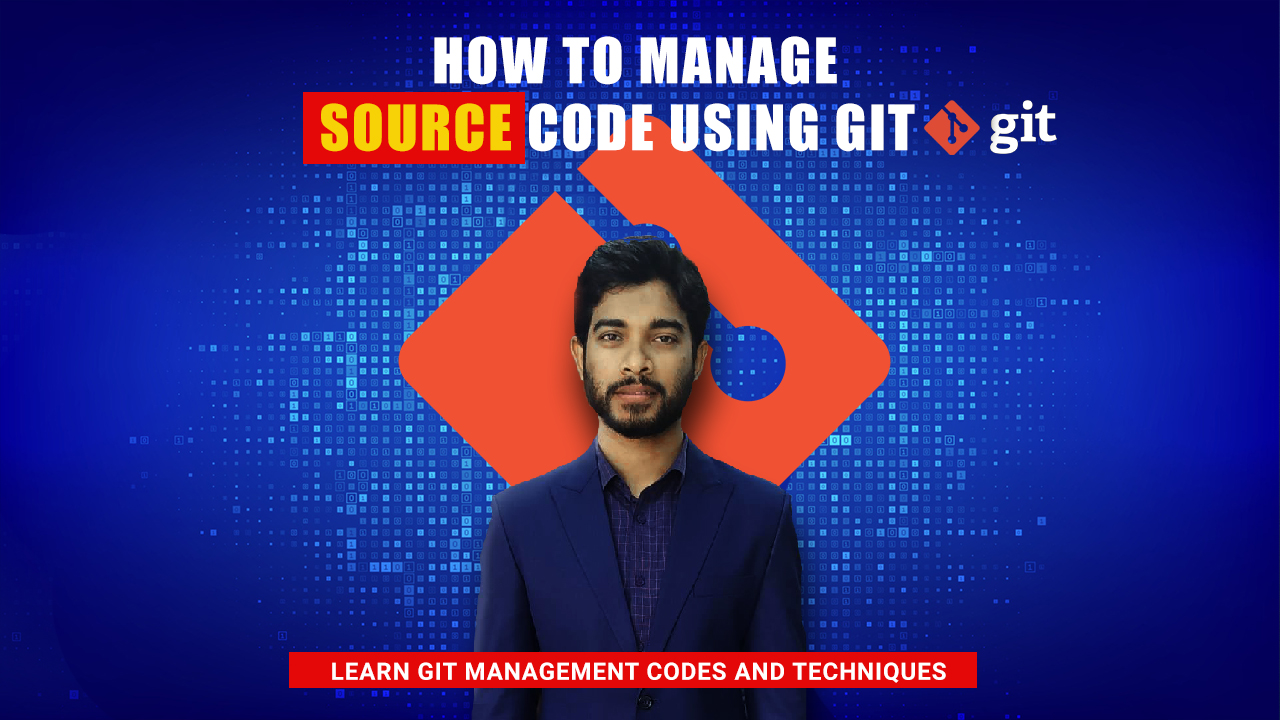 HOW TO MANAGE
SOURCE CODE USING GIT git
LEARN GIT MANAGEMENT CODES AND TECHNIQUES